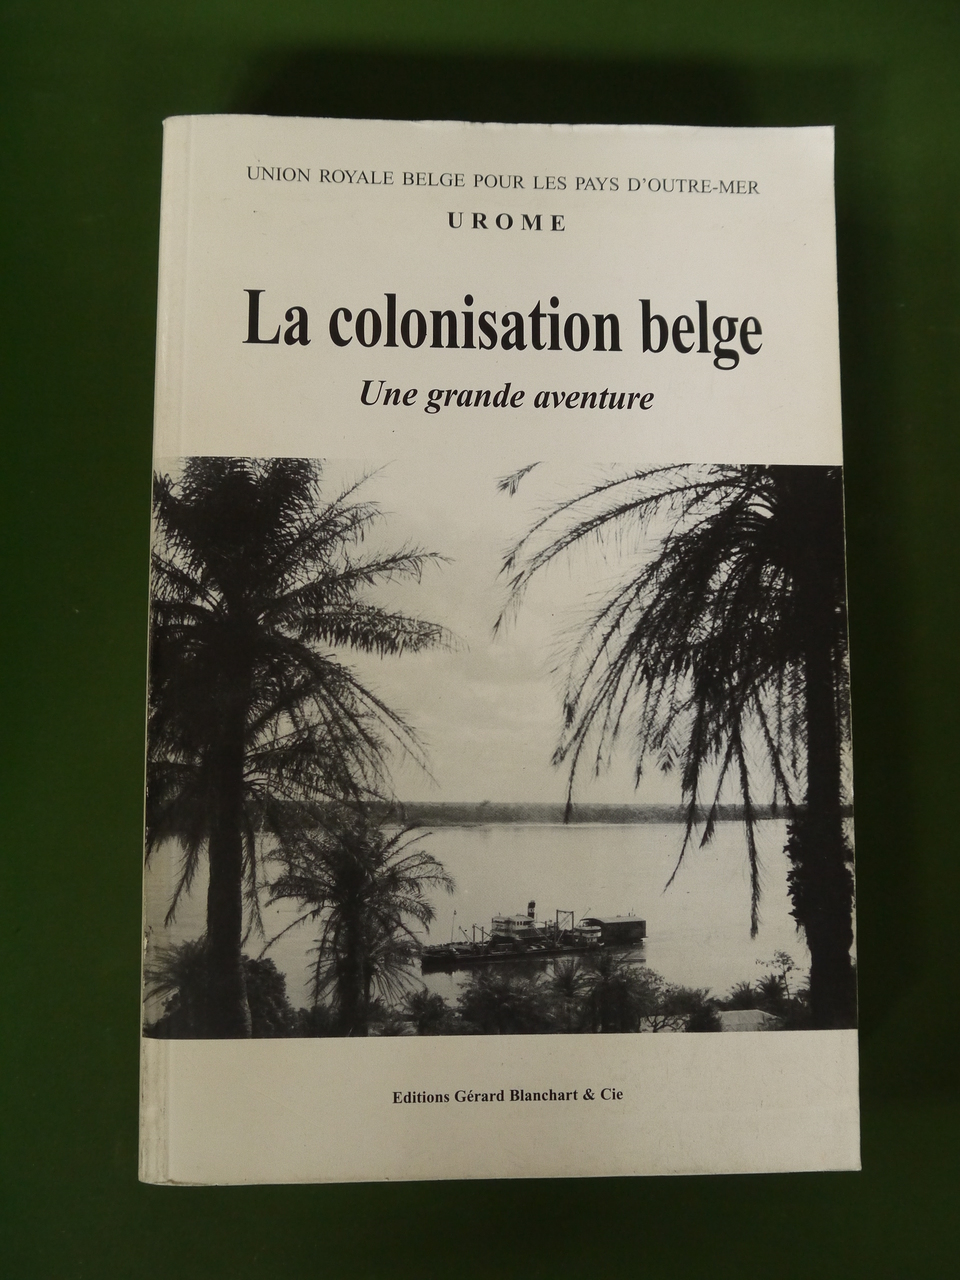 UNION ROYALE BELGE POUR LES PAYS D'OUTRE-MER
UROME
La colonisation belge
Une grande aventure
Editions Gérard Blanchart & Cie